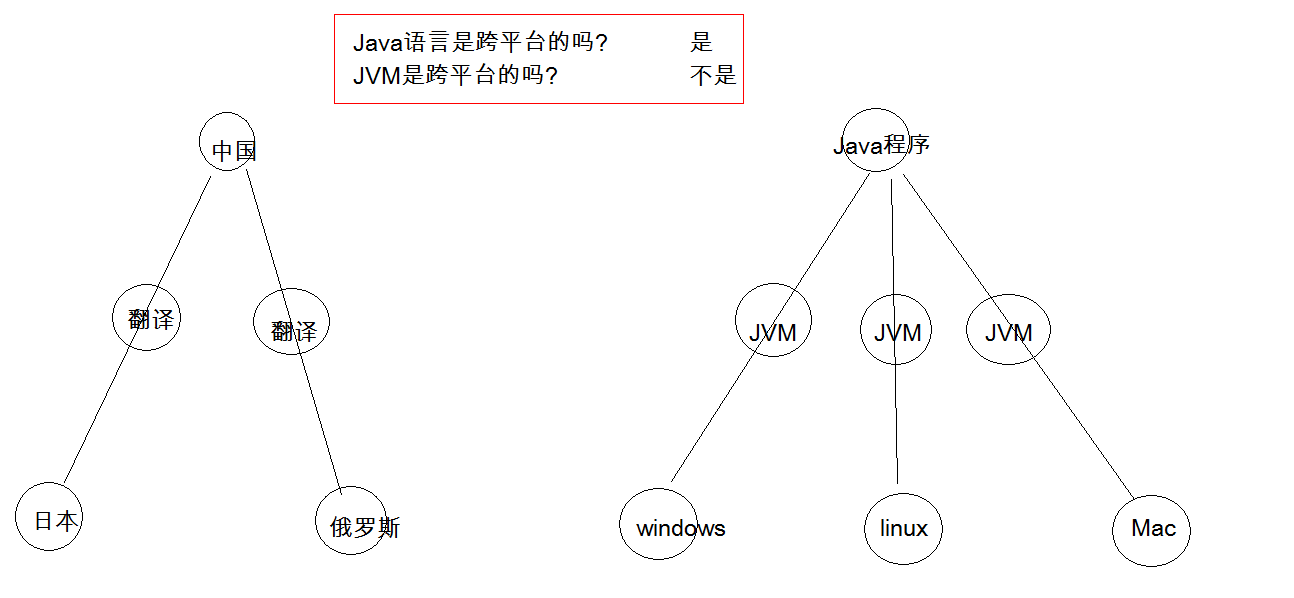 Java语言是跨平台的吗? 是
JVM是跨平台的吗? 不是
中国
Java程序
翻译
翻译
JVM
JVM
JVM
日本
俄罗斯
windows
linux
Mac